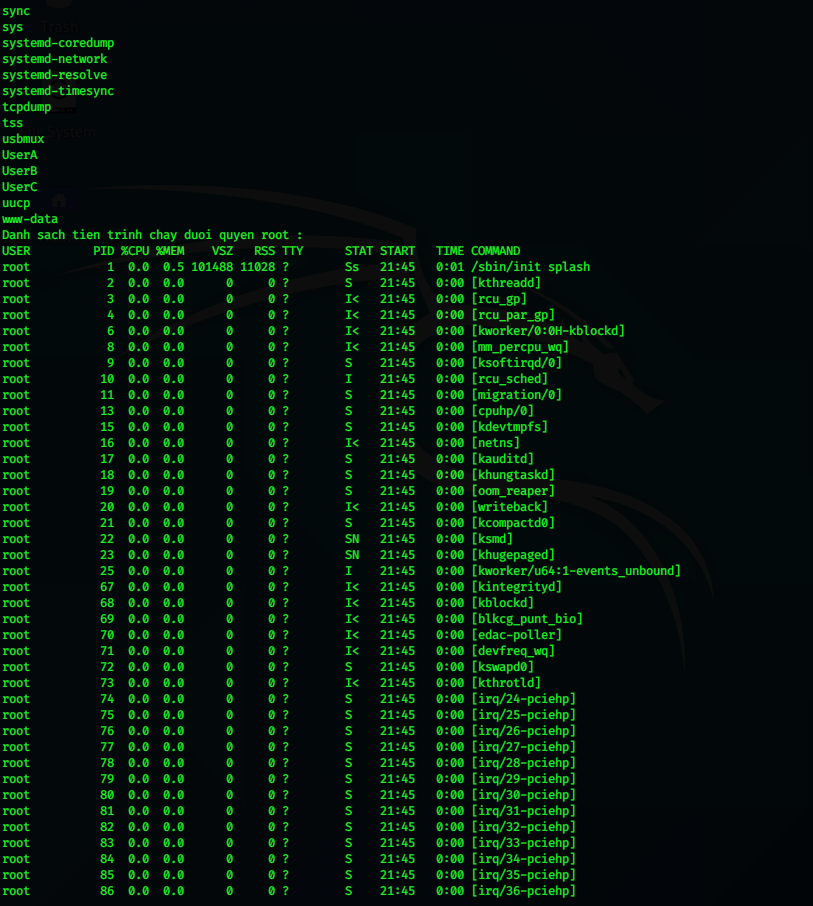 sync
sys
systemd-coredump
systemd-network
systemd-resolve
systemd-timesync
tcpdump
tss
usbmux
UserA
UserB
UserC
uucp
www-data
Danh sach tien trinh chay duoi quyen root :
USER         PID %CPU %MEM    VSZ   RSS TTY      STAT START   TIME COMMAND
root           1  0.0  0.5 101488 11028 ?        Ss   21:45   0:01 /sbin/init splash
root           2  0.0  0.0      0     0 ?        S    21:45   0:00 [kthreadd]
root           3  0.0  0.0      0     0 ?        I<   21:45   0:00 [rcu_gp]
root           4  0.0  0.0      0     0 ?        I<   21:45   0:00 [rcu_par_gp]
root           6  0.0  0.0      0     0 ?        I<   21:45   0:00 [kworker/0:0H-kblockd]
root           8  0.0  0.0      0     0 ?        I<   21:45   0:00 [mm_percpu_wq]
root           9  0.0  0.0      0     0 ?        S    21:45   0:00 [ksoftirqd/0]
root          10  0.0  0.0      0     0 ?        I    21:45   0:00 [rcu_sched]
root          11  0.0  0.0      0     0 ?        S    21:45   0:00 [migration/0]
root          13  0.0  0.0      0     0 ?        S    21:45   0:00 [cpuhp/0]
root          15  0.0  0.0      0     0 ?        S    21:45   0:00 [kdevtmpfs]
root          16  0.0  0.0      0     0 ?        I<   21:45   0:00 [netns]
root          17  0.0  0.0      0     0 ?        S    21:45   0:00 [kauditd]
root          18  0.0  0.0      0     0 ?        S    21:45   0:00 [khungtaskd]
root          19  0.0  0.0      0     0 ?        S    21:45   0:00 [oom_reaper]
root          20  0.0  0.0      0     0 ?        I<   21:45   0:00 [writeback]
root          21  0.0  0.0      0     0 ?        S    21:45   0:00 [kcompactd0]
root          22  0.0  0.0      0     0 ?        SN   21:45   0:00 [ksmd]
root          23  0.0  0.0      0     0 ?        SN   21:45   0:00 [khugepaged]
root          25  0.0  0.0      0     0 ?        I    21:45   0:00 [kworker/u64:1-events_unbound]
root          67  0.0  0.0      0     0 ?        I<   21:45   0:00 [kintegrityd]
root          68  0.0  0.0      0     0 ?        I<   21:45   0:00 [kblockd]
root          69  0.0  0.0      0     0 ?        I<   21:45   0:00 [blkcg_punt_bio]
root          70  0.0  0.0      0     0 ?        I<   21:45   0:00 [edac-poller]
root          71  0.0  0.0      0     0 ?        I<   21:45   0:00 [devfreq_wq]
root          72  0.0  0.0      0     0 ?        S    21:45   0:00 [kswapd0]
root          73  0.0  0.0      0     0 ?        I<   21:45   0:00 [kthrotld]
root          74  0.0  0.0      0     0 ?        S    21:45   0:00 [irq/24-pciehp]
root          75  0.0  0.0      0     0 ?        S    21:45   0:00 [irq/25-pciehp]
root          76  0.0  0.0      0     0 ?        S    21:45   0:00 [irq/26-pciehp]
root          77  0.0  0.0      0     0 ?        S    21:45   0:00 [irq/27-pciehp]
root          78  0.0  0.0      0     0 ?        S    21:45   0:00 [irq/28-pciehp]
root          79  0.0  0.0      0     0 ?        S    21:45   0:00 [irq/29-pciehp]
root          80  0.0  0.0      0     0 ?        S    21:45   0:00 [irq/30-pciehp]
root          81  0.0  0.0      0     0 ?        S    21:45   0:00 [irq/31-pciehp]
root          82  0.0  0.0      0     0 ?        S    21:45   0:00 [irq/32-pciehp]
root          83  0.0  0.0      0     0 ?        S    21:45   0:00 [irq/33-pciehp]
root          84  0.0  0.0      0     0 ?        S    21:45   0:00 [irq/34-pciehp]
root          85  0.0  0.0      0     0 ?        S    21:45   0:00 [irq/35-pciehp]
root          86  0.0  0.0      0     0 ?        S    21:45   0:00 [irq/36-pciehp]
Trash
System